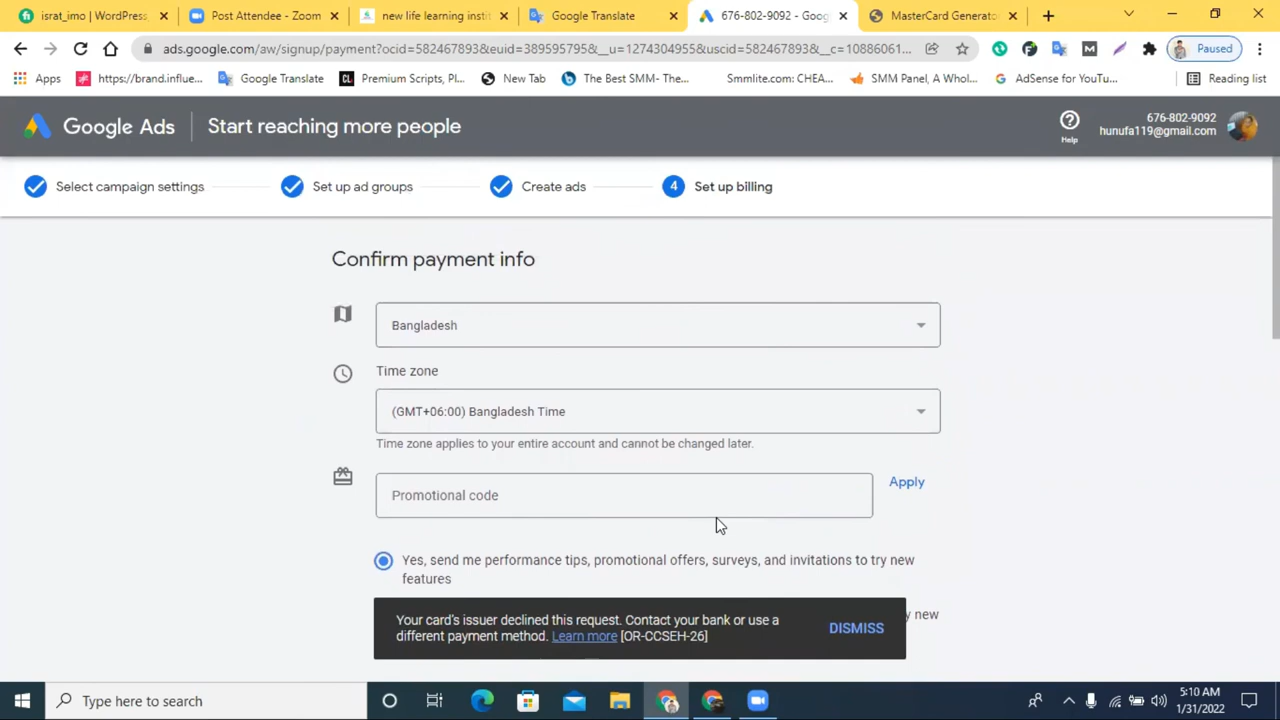 israt_imo | WordPress
Post Attendee - Zoom
new life learning instit
Google Translate
676-802-9092 - Goog
MasterCard Generato
ads.google.com/aw/signup/payment?ocid=582467893&euid=389595795&__u=1274304955&uscid=582467893&__c=10886061...
Paused
Apps
https://brand.influe...
Google Translate
Premium Scripts, Pl...
New Tab
The Best SMM- The...
Smmlite.com: CHEA...
SMM Panel, A Whol...
AdSense for YouTu...
Reading list
Google Ads
Start reaching more people
Help
676-802-9092
hunufa119@gmail.com
Select campaign settings
Set up ad groups
Create ads
4 Set up billing
Confirm payment info
Bangladesh
Time zone
(GMT+06:00) Bangladesh Time
Time zone applies to your entire account and cannot be changed later.
Promotional code
Apply
Yes, send me performance tips, promotional offers, surveys, and invitations to try new
features
y new
Your card's issuer declined this request. Contact your bank or use a
different payment method. Learn more [OR-CCSEH-26]
DISMISS
Type here to search
5:10 AM
1/31/2022